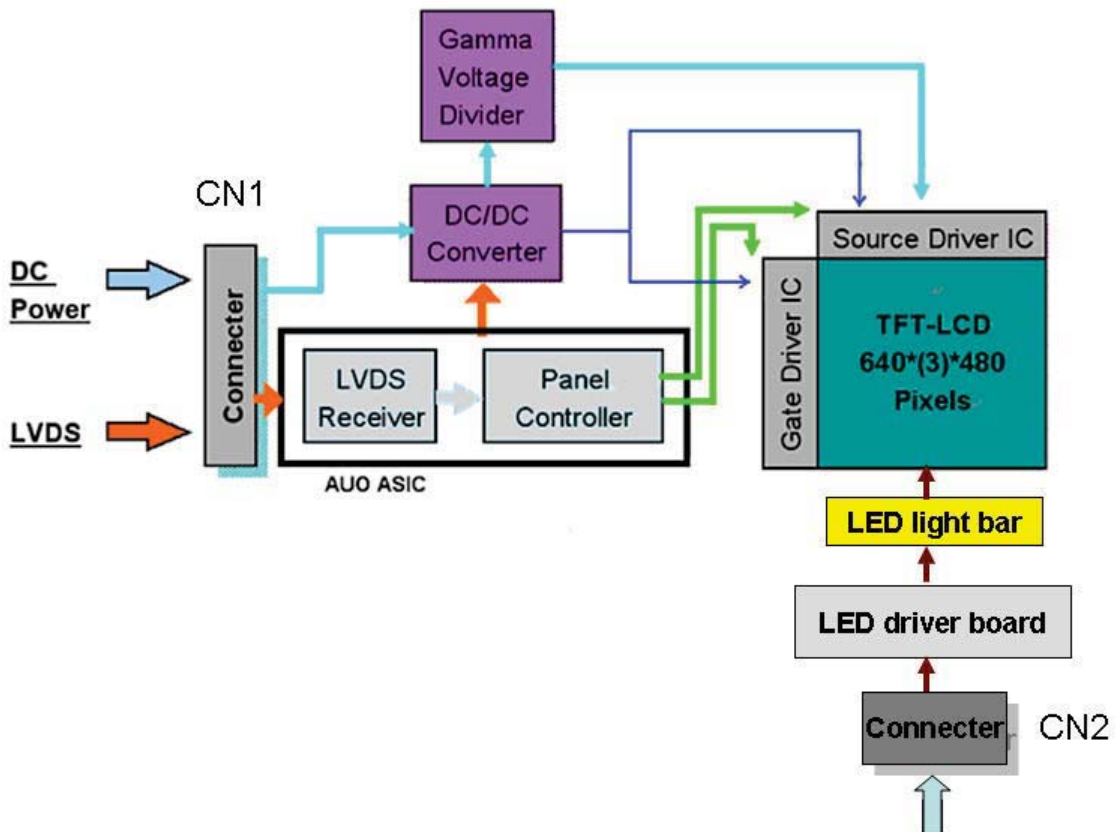 Gamma
Voltage
Divider
CN1
DC/DC
Converter
DC
Power
Connecter
LVDS
LVDS
Receiver
Panel
Controller
AUO ASIC
Source Driver IC
Gate Driver IC
TFT-LCD
640*(3)*480
Pixels
LED light bar
LED driver board
Connecter
CN2